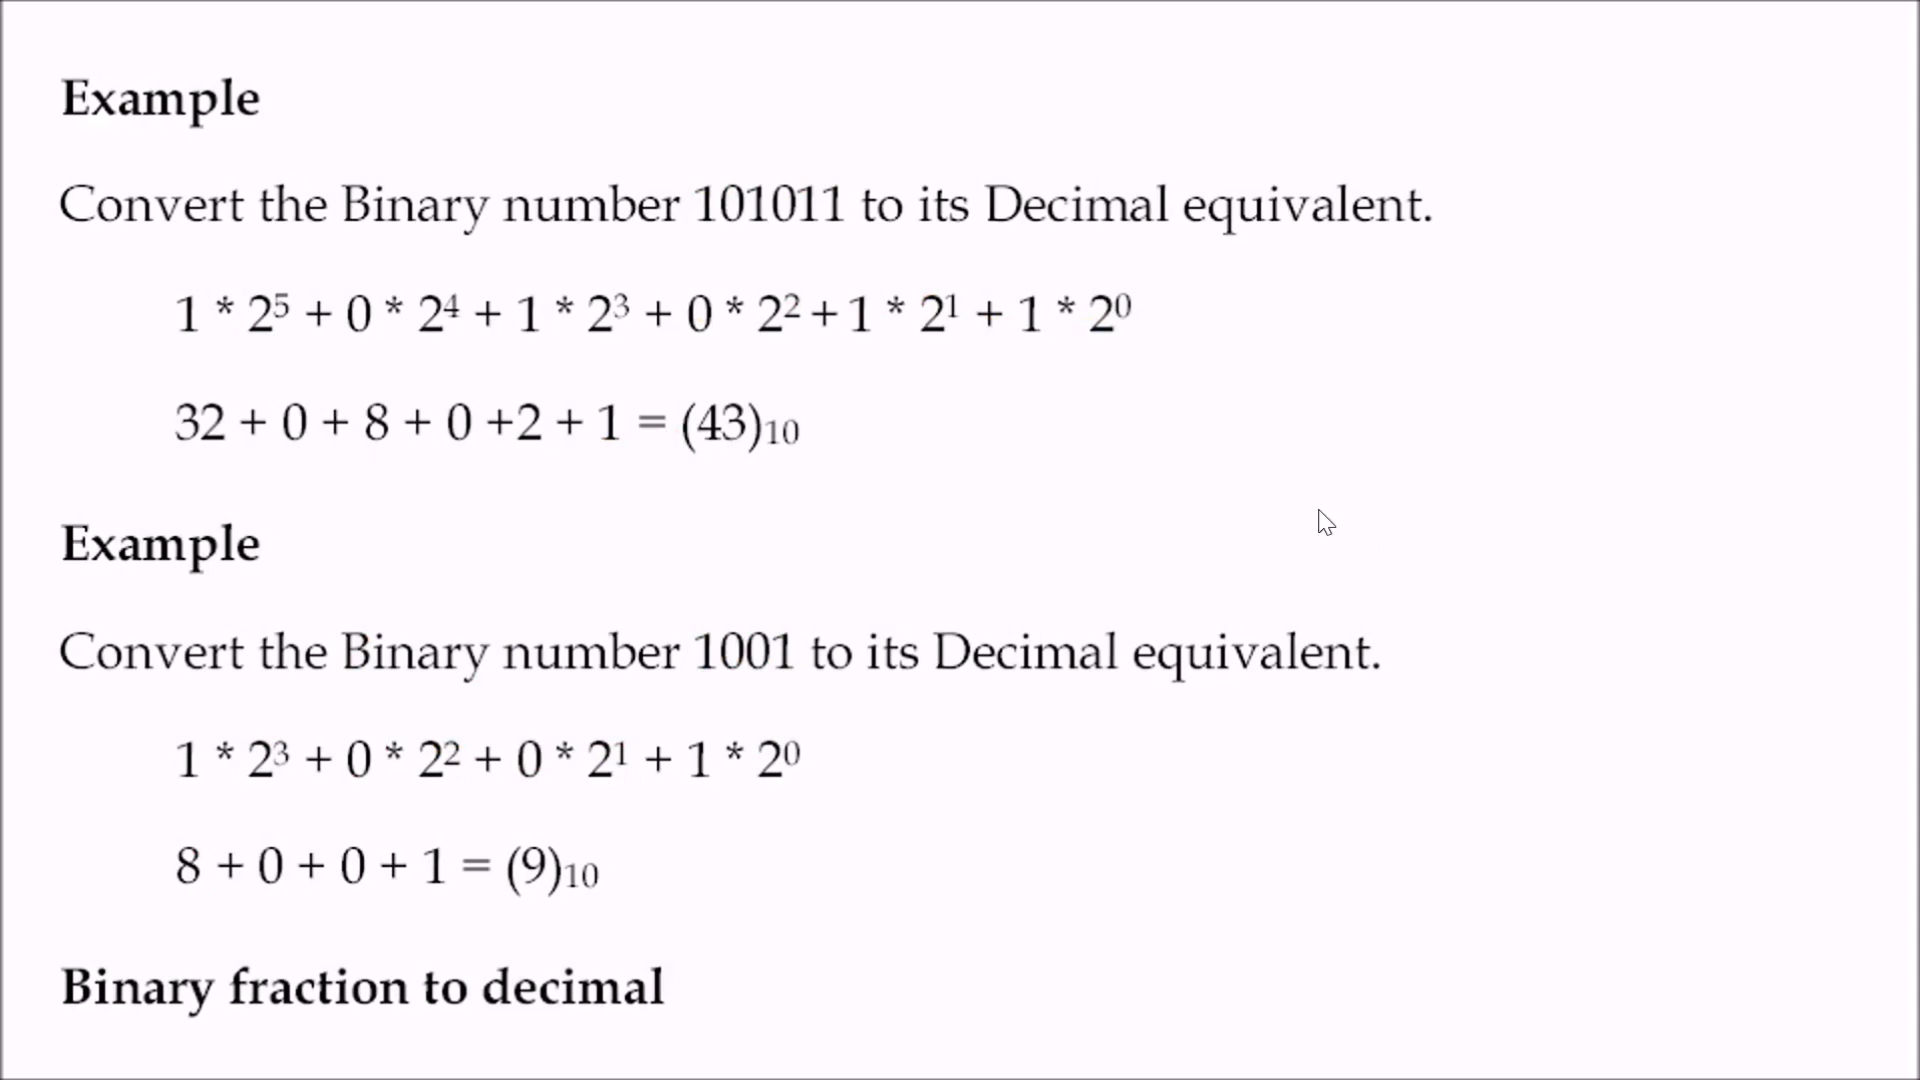 Example
Convert the Binary number 101011 to its Decimal equivalent.
1 * 2⁵ + 0 * 2⁴ + 1 * 2³ + 0 * 2² + 1 * 2¹ + 1 * 2⁰
32 + 0 + 8 + 0 +2 + 1 = (43)₁₀
Example
Convert the Binary number 1001 to its Decimal equivalent.
1 * 2³ + 0 * 2² + 0 * 2¹ + 1 * 2⁰
8 + 0 + 0 + 1 = (9)₁₀
Binary fraction to decimal